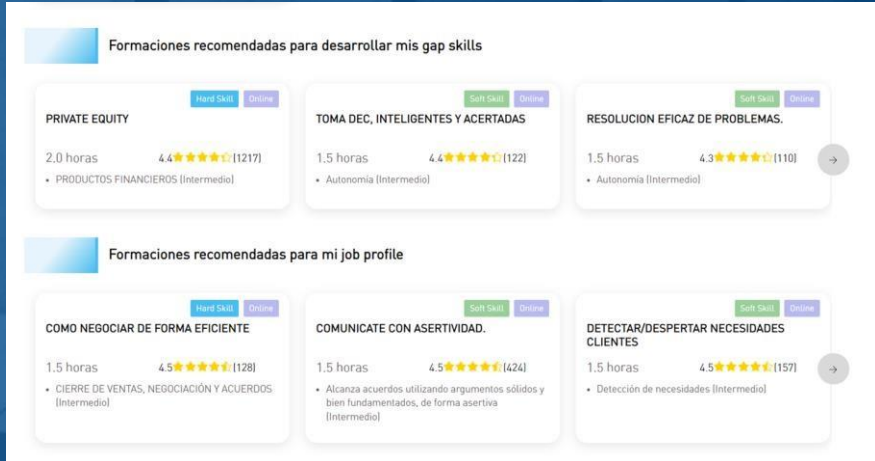 Formaciones recomendadas para desarrollar mis gap skills
Hard Skill Online
PRIVATE EQUITY
2.0 horas 4.4 (1217)
• PRODUCTOS FINANCIEROS (Intermedio)
Soft Skill Online
TOMA DEC, INTELIGENTES Y ACERTADAS
1.5 horas 4.4 (122)
• Autonomía (Intermedio)
Soft Skill Online
RESOLUCION EFICAZ DE PROBLEMAS.
1.5 horas 4.3 (110)
• Autonomía (Intermedio)
Formaciones recomendadas para mi job profile
Hard Skill Online
COMO NEGOCIAR DE FORMA EFICIENTE
1.5 horas 4.5 (128)
• CIERRE DE VENTAS, NEGOCIACIÓN Y ACUERDOS
(Intermedio)
Soft Skill Online
COMUNICATE CON ASERTIVIDAD.
1.5 horas 4.5 (424)
• Alcanza acuerdos utilizando argumentos sólidos y
bien fundamentados, de forma asertiva
(Intermedio)
Soft Skill Online
DETECTAR/DESPERTAR NECESIDADES
CLIENTES
1.5 horas 4.5 (157)
• Detección de necesidades (Intermedio)